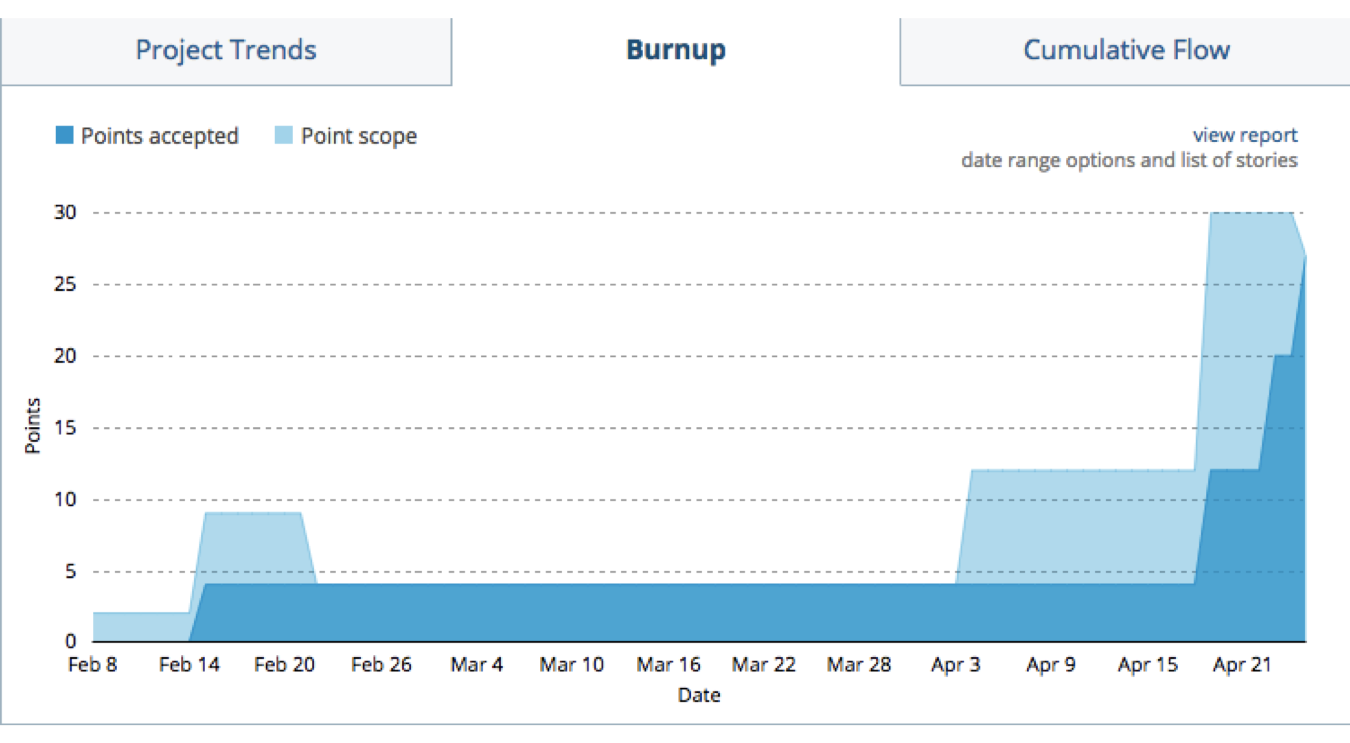 Project Trends
Burnup
Cumulative Flow
Points accepted
Point scope
view report
date range options and list of stories
30
25
20
15
10
5
0
Points
Feb 8
Feb 14
Feb 20
Feb 26
Mar 4
Mar 10
Mar 16
Mar 22
Mar 28
Apr 3
Apr 9
Apr 15
Apr 21
Date